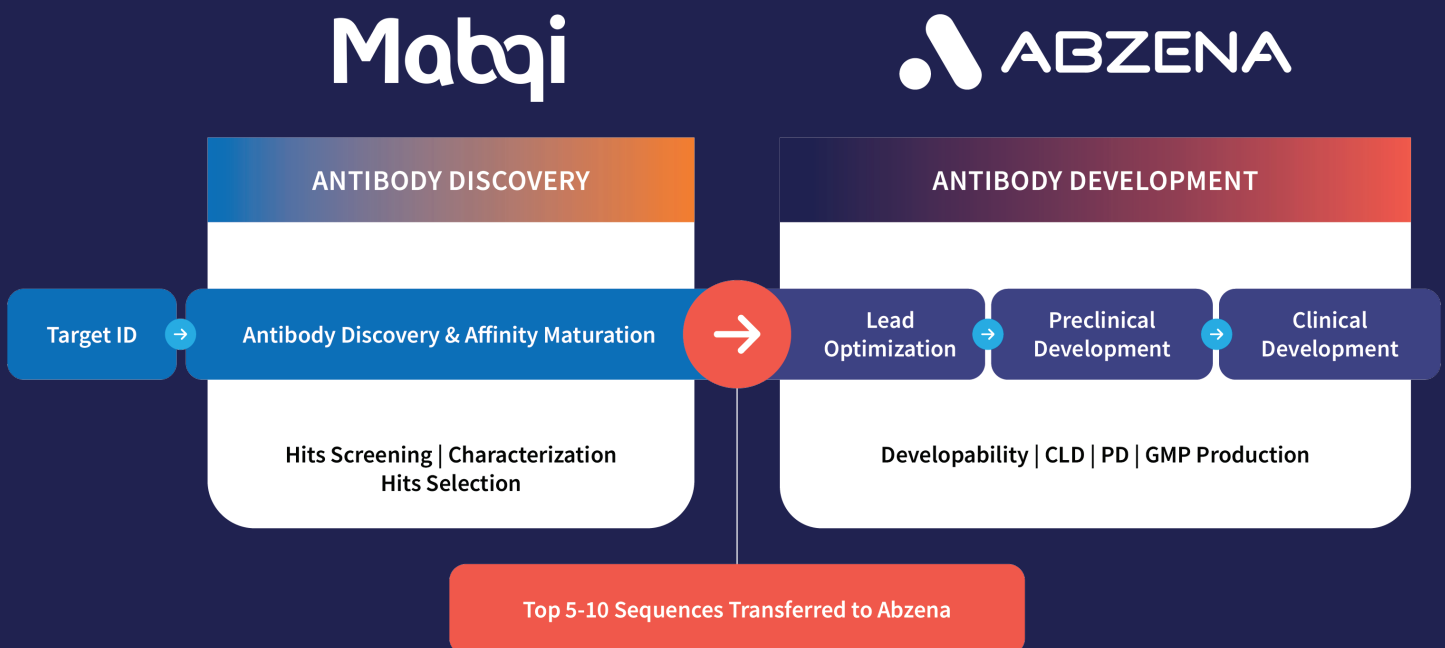 Mabqi
ABZENA
ANTIBODY DISCOVERY
ANTIBODY DEVELOPMENT
Target ID
Antibody Discovery & Affinity Maturation
Lead
Optimization
Preclinical
Development
Clinical
Development
Hits Screening | Characterization
Hits Selection
Developability | CLD | PD | GMP Production
Top 5-10 Sequences Transferred to Abzena